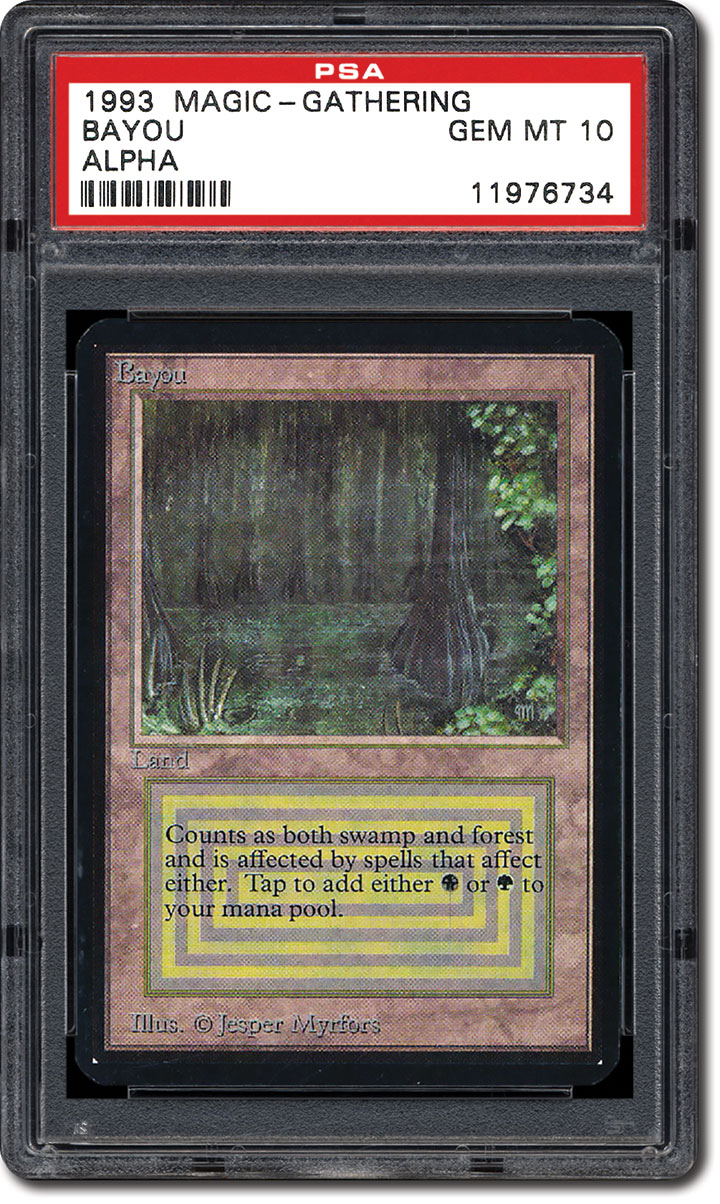 PSA
1993 MAGIC - GATHERING
BAYOU GEM MT 10
ALPHA
11976734
Bayou
Land
Counts as both swamp and forest
and is affected by spells that affect
either. Tap to add either or to
your mana pool.
Illus. © Jesper Myrfors